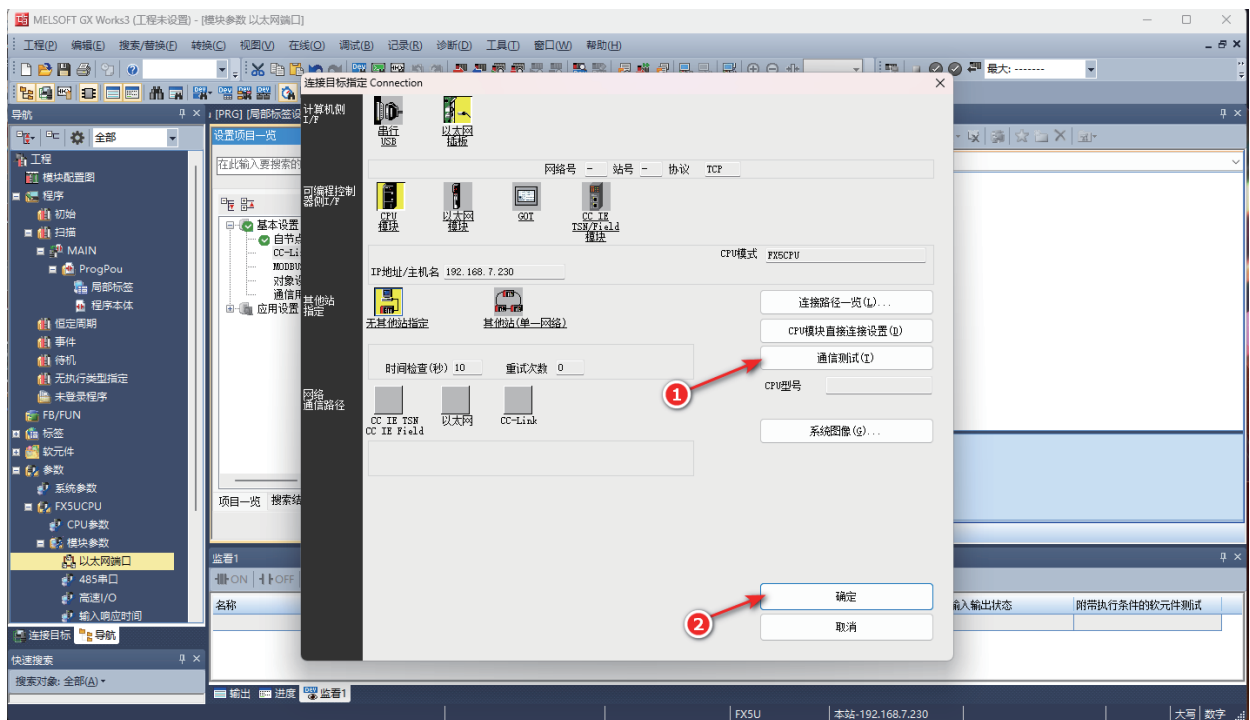 MELSOFT GX Works3 (工程未设置) - [模块参数 以太网端口]
工程(P) 编辑(E) 搜索/替换(F) 转换(C) 视图(V) 在线(O) 调试(B) 记录(R) 诊断(D) 工具(T) 窗口(W) 帮助(H)
最大: -------
导航
[PRG] [局部标签设
全部
设置项目一览
在此输入要搜索的
工程
模块配置图
程序
初始
扫描
MAIN
ProgPou
局部标签
程序本体
恒定周期
事件
待机
无执行类型指定
未登录程序
FB/FUN
标签
软元件
参数
系统参数
FX5UCPU
CPU参数
模块参数
以太网端口
485串口
高速I/O
输入响应时间
连接目标 导航
快速搜索
搜索对象: 全部(A)
基本设置
自节点
CC-Li
MODBU
对象设
通信用
应用设置
项目一览 搜索结
监看1
ON OFF
名称
输入输出状态 附带执行条件的软元件测试
输出 进度 监看1
连接目标指定 Connection
计算机侧
I/F
串行
USB
以太网
插板
网络号 - 站号 - 协议 TCP
可编程控制
器侧I/F
CPU
模块
以太网
模块
GOT
CC IE
TSN/Field
模块
CPU模式 FX5CPU
IP地址/主机名 192.168.7.230
其他站
指定
无其他站指定
其他站(单一网络)
连接路径一览(L)...
CPU模块直接连接设置(D)
通信测试(T)
时间检查(秒) 10 重试次数 0
1
CPU型号
网络
通信路径
CC IE TSN
CC IE Field
以太网
CC-Link
系统图像(G)...
确定
2
取消
FX5U 本站-192.168.7.230 大写 数字